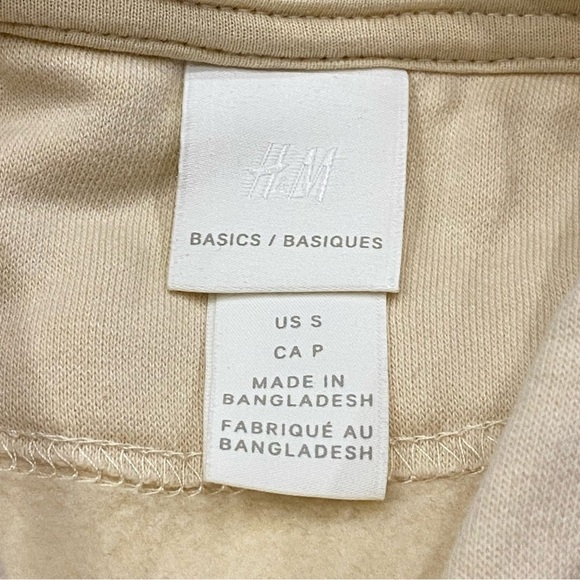 H&M
BASICS / BASIQUES
US S
CA P
MADE IN
BANGLADESH
FABRIQUÉ AU
BANGLADESH